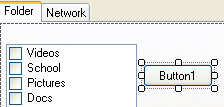 Folder Network
Videos
School
Button1
Pictures
Docs